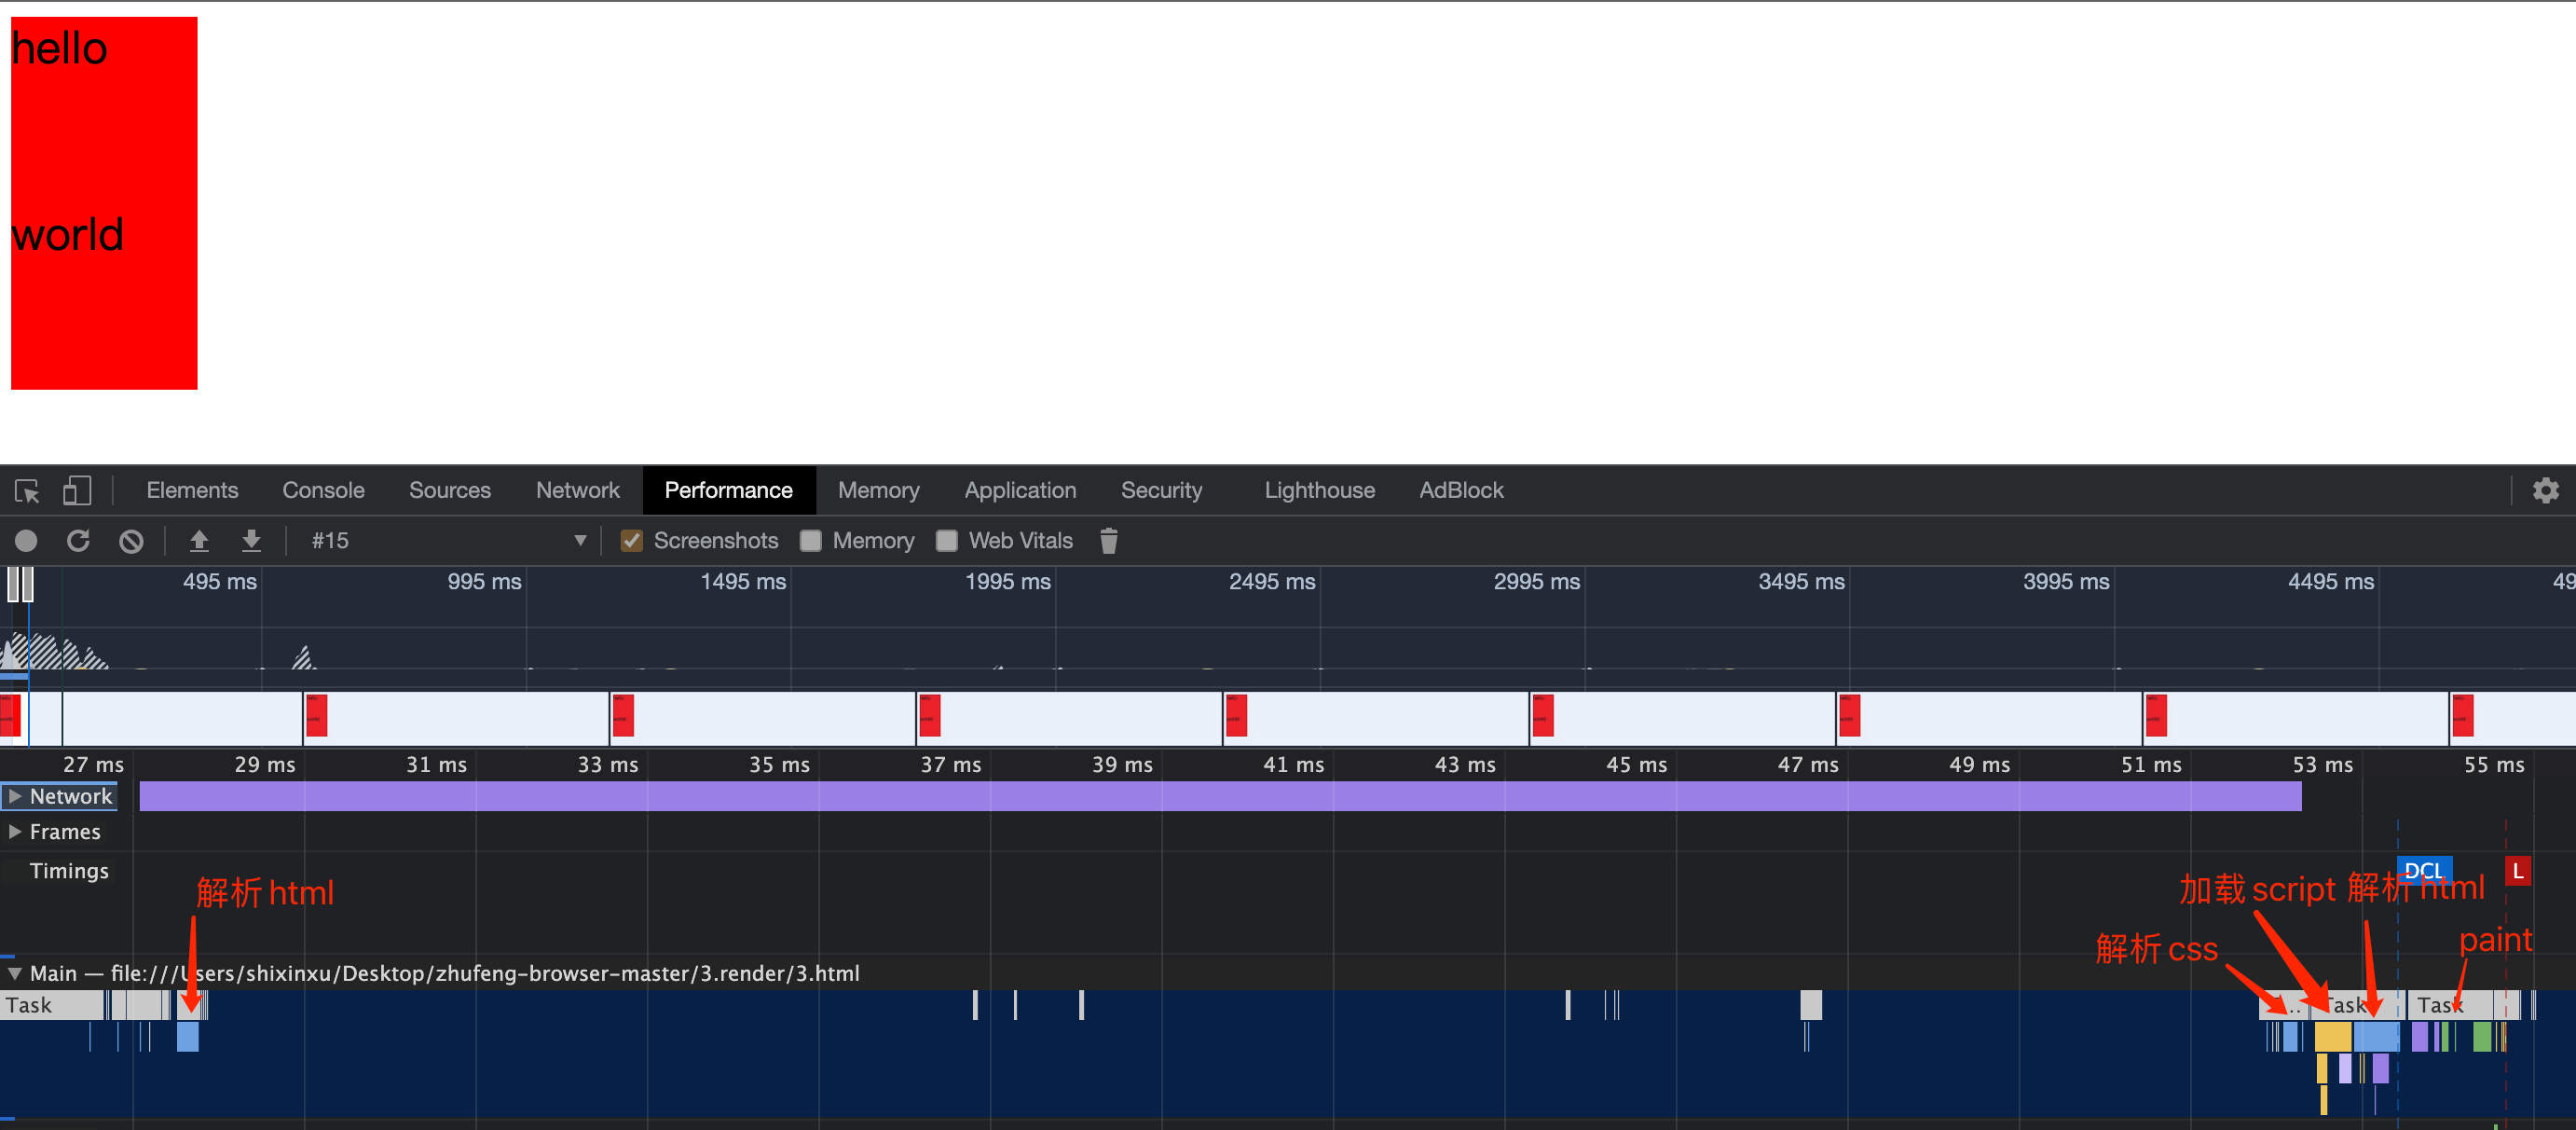 hello
world
Elements Console Sources Network Performance Memory Application Security Lighthouse AdBlock
#15 Screenshots Memory Web Vitals
495 ms 995 ms 1495 ms 1995 ms 2495 ms 2995 ms 3495 ms 3995 ms 4495 ms 49
27 ms 29 ms 31 ms 33 ms 35 ms 37 ms 39 ms 41 ms 43 ms 45 ms 47 ms 49 ms 51 ms 53 ms 55 ms
Network
Frames
Timings DCL L
解析 html 加载 script 解析 html
解析 css paint
Main — file:///Users/shixinxu/Desktop/zhufeng-browser-master/3.render/3.html
Task Task Task